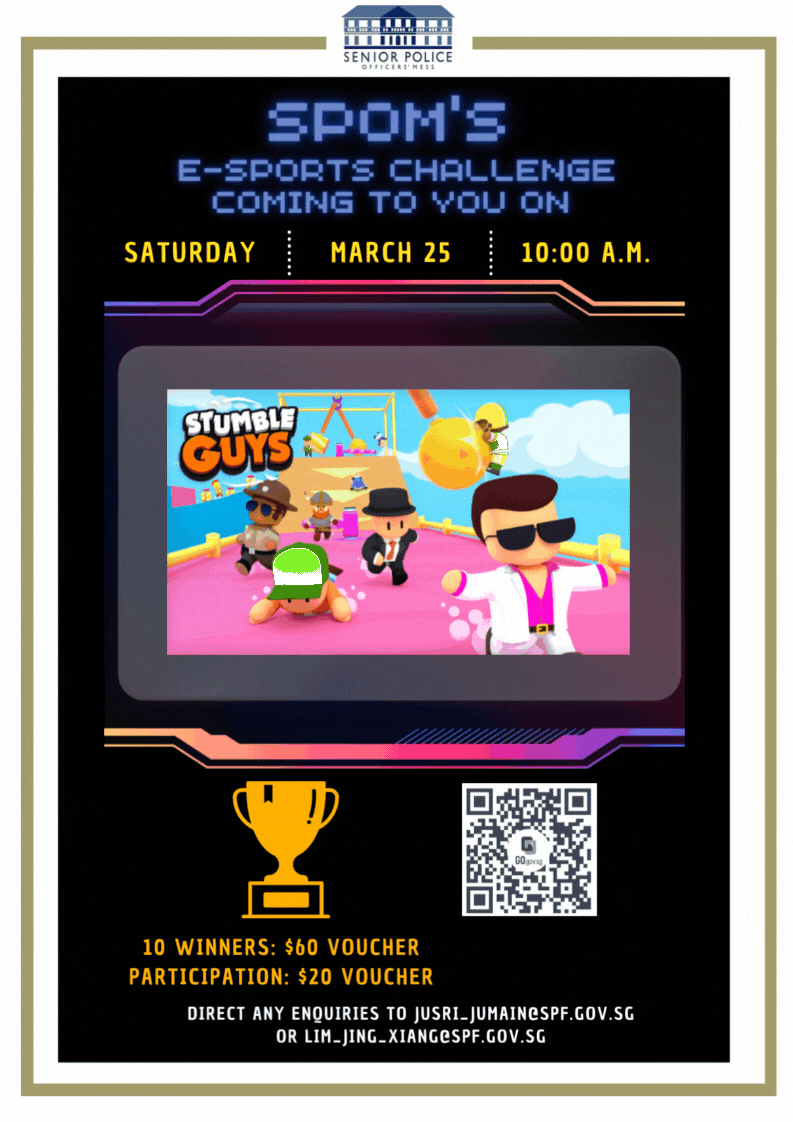 SENIOR POLICE
OFFICERS' MESS
SPOM'S
E-SPORTS CHALLENGE
COMING TO YOU ON
SATURDAY MARCH 25 10:00 A.M.
STUMBLE
GUYS
GO.gov.sg
10 WINNERS: $60 VOUCHER
PARTICIPATION: $20 VOUCHER
DIRECT ANY ENQUIRIES TO JUSRI_JUMAIN@SPF.GOV.SG
OR LIM_JING_XIANG@SPF.GOV.SG